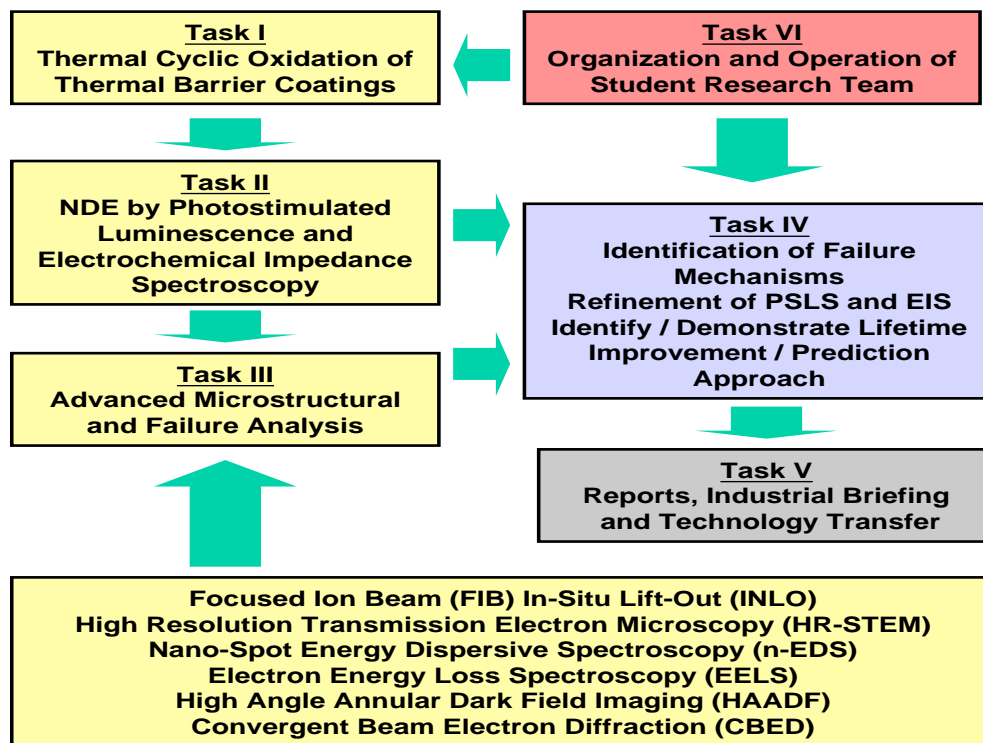 Task I
Thermal Cyclic Oxidation of
Thermal Barrier Coatings
Task VI
Organization and Operation of
Student Research Team
Task II
NDE by Photostimulated
Luminescence and
Electrochemical Impedance
Spectroscopy
Task IV
Identification of Failure
Mechanisms
Refinement of PSLS and EIS
Identify / Demonstrate Lifetime
Improvement / Prediction
Approach
Task III
Advanced Microstructural
and Failure Analysis
Task V
Reports, Industrial Briefing
and Technology Transfer
Focused Ion Beam (FIB) In-Situ Lift-Out (INLO)
High Resolution Transmission Electron Microscopy (HR-STEM)
Nano-Spot Energy Dispersive Spectroscopy (n-EDS)
Electron Energy Loss Spectroscopy (EELS)
High Angle Annular Dark Field Imaging (HAADF)
Convergent Beam Electron Diffraction (CBED)